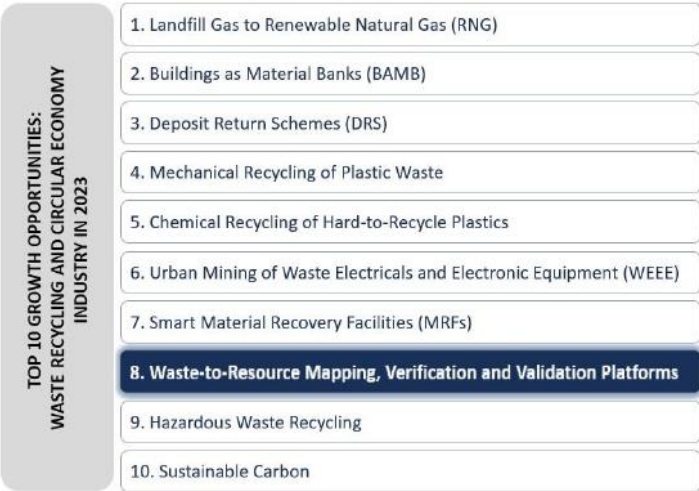 TOP 10 GROWTH OPPORTUNITIES:
WASTE RECYCLING AND CIRCULAR ECONOMY
INDUSTRY IN 2023
1. Landfill Gas to Renewable Natural Gas (RNG)
2. Buildings as Material Banks (BAMB)
3. Deposit Return Schemes (DRS)
4. Mechanical Recycling of Plastic Waste
5. Chemical Recycling of Hard-to-Recycle Plastics
6. Urban Mining of Waste Electricals and Electronic Equipment (WEEE)
7. Smart Material Recovery Facilities (MRFs)
8. Waste-to-Resource Mapping, Verification and Validation Platforms
9. Hazardous Waste Recycling
10. Sustainable Carbon